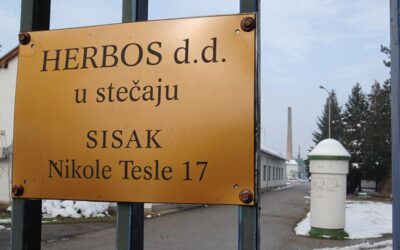 HERBOS d.d.
u stečaju
SISAK
Nikole Tesle 17